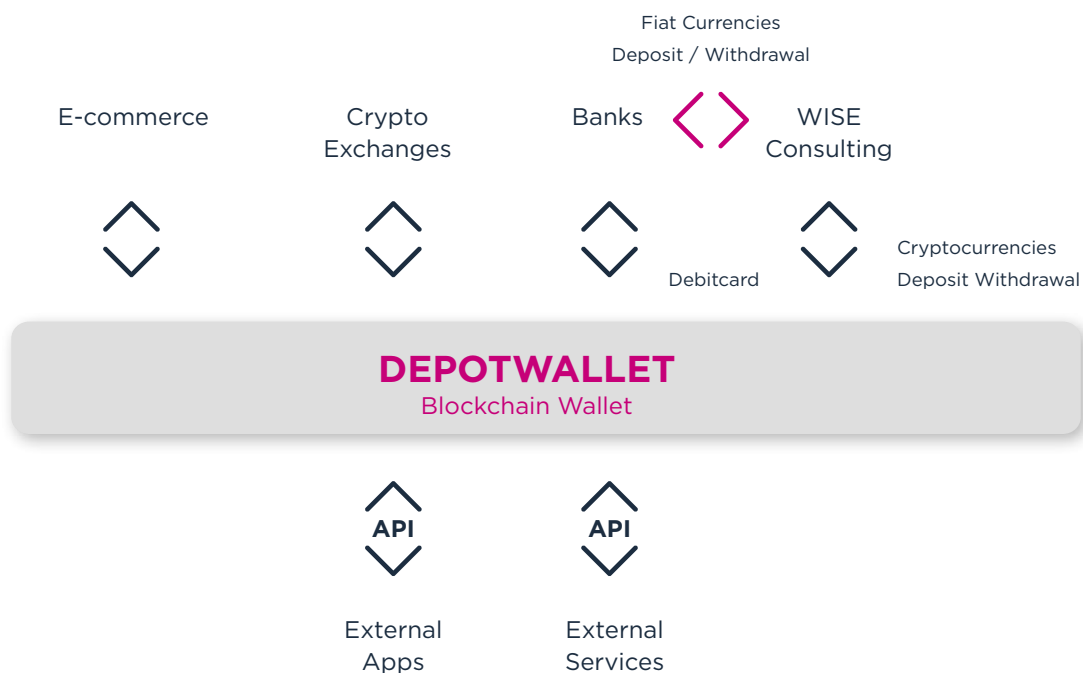 Fiat Currencies
Deposit / Withdrawal
E-commerce
Crypto
Exchanges
Banks
WISE
Consulting
Debitcard
Cryptocurrencies
Deposit Withdrawal
DEPOTWALLET
Blockchain Wallet
API
API
External
Apps
External
Services